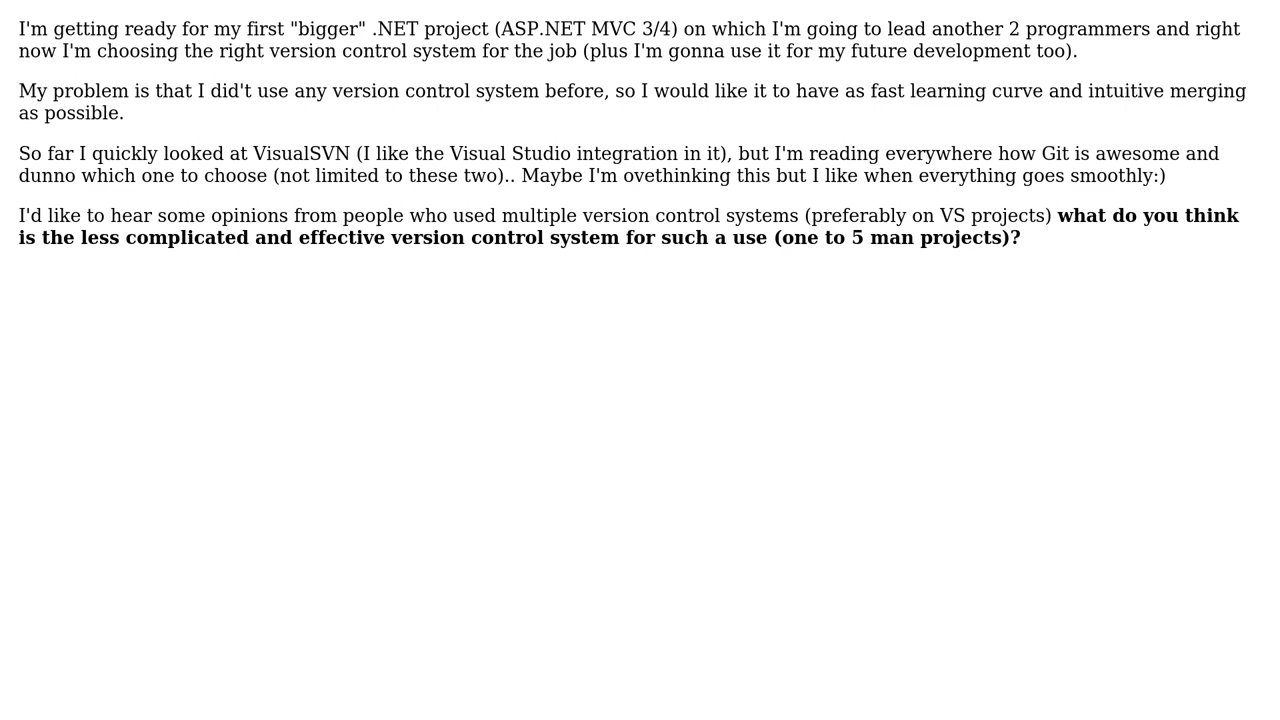 I'm getting ready for my first "bigger" .NET project (ASP.NET MVC 3/4) on which I'm going to lead another 2 programmers and right
now I'm choosing the right version control system for the job (plus I'm gonna use it for my future development too).
My problem is that I did't use any version control system before, so I would like it to have as fast learning curve and intuitive merging
as possible.
So far I quickly looked at VisualSVN (I like the Visual Studio integration in it), but I'm reading everywhere how Git is awesome and
dunno which one to choose (not limited to these two).. Maybe I'm ovethinking this but I like when everything goes smoothly:)
I'd like to hear some opinions from people who used multiple version control systems (preferably on VS projects) what do you think
is the less complicated and effective version control system for such a use (one to 5 man projects)?